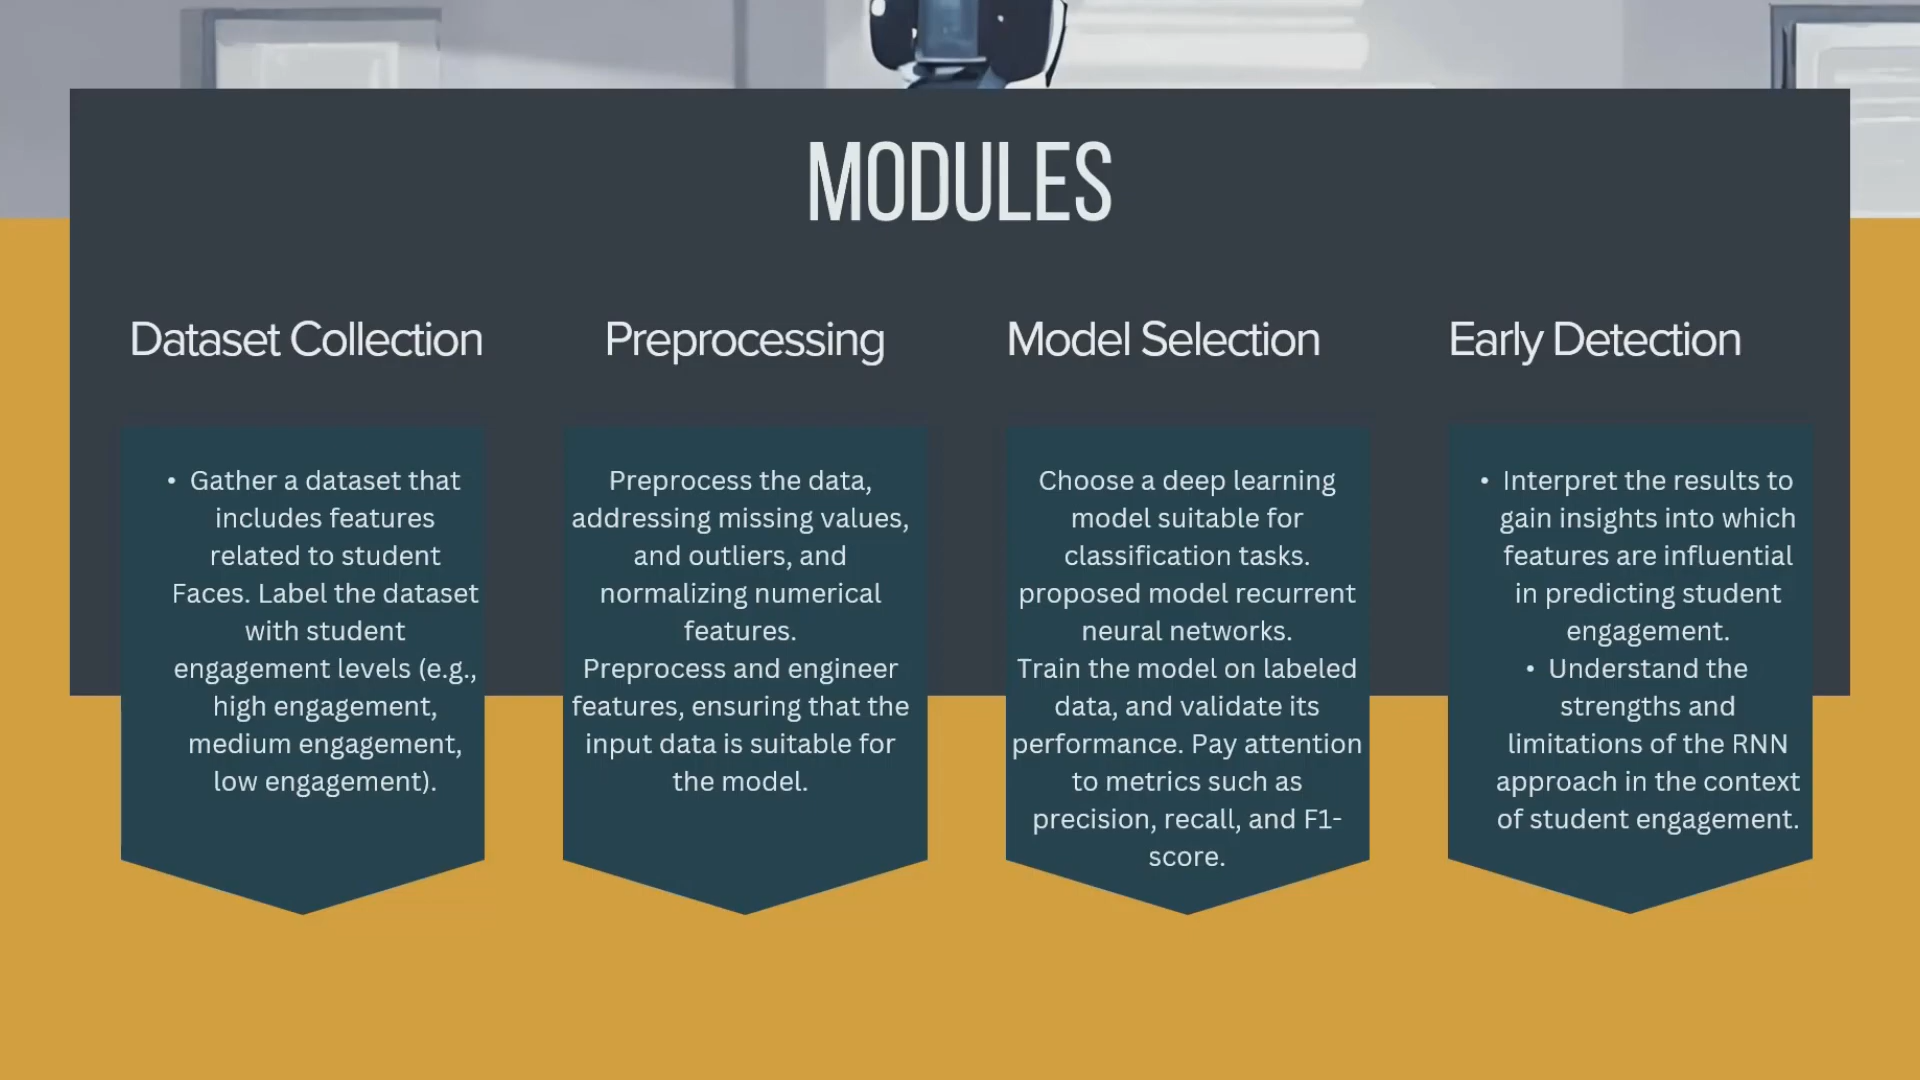 MODULES
Dataset Collection
• Gather a dataset that
includes features
related to student
Faces. Label the dataset
with student
engagement levels (e.g.,
high engagement,
medium engagement,
low engagement).
Preprocessing
Preprocess the data,
addressing missing values,
and outliers, and
normalizing numerical
features.
Preprocess and engineer
features, ensuring that the
input data is suitable for
the model.
Model Selection
Choose a deep learning
model suitable for
classification tasks.
proposed model recurrent
neural networks.
Train the model on labeled
data, and validate its
performance. Pay attention
to metrics such as
precision, recall, and F1-
score.
Early Detection
• Interpret the results to
gain insights into which
features are influential
in predicting student
engagement.
• Understand the
strengths and
limitations of the RNN
approach in the context
of student engagement.